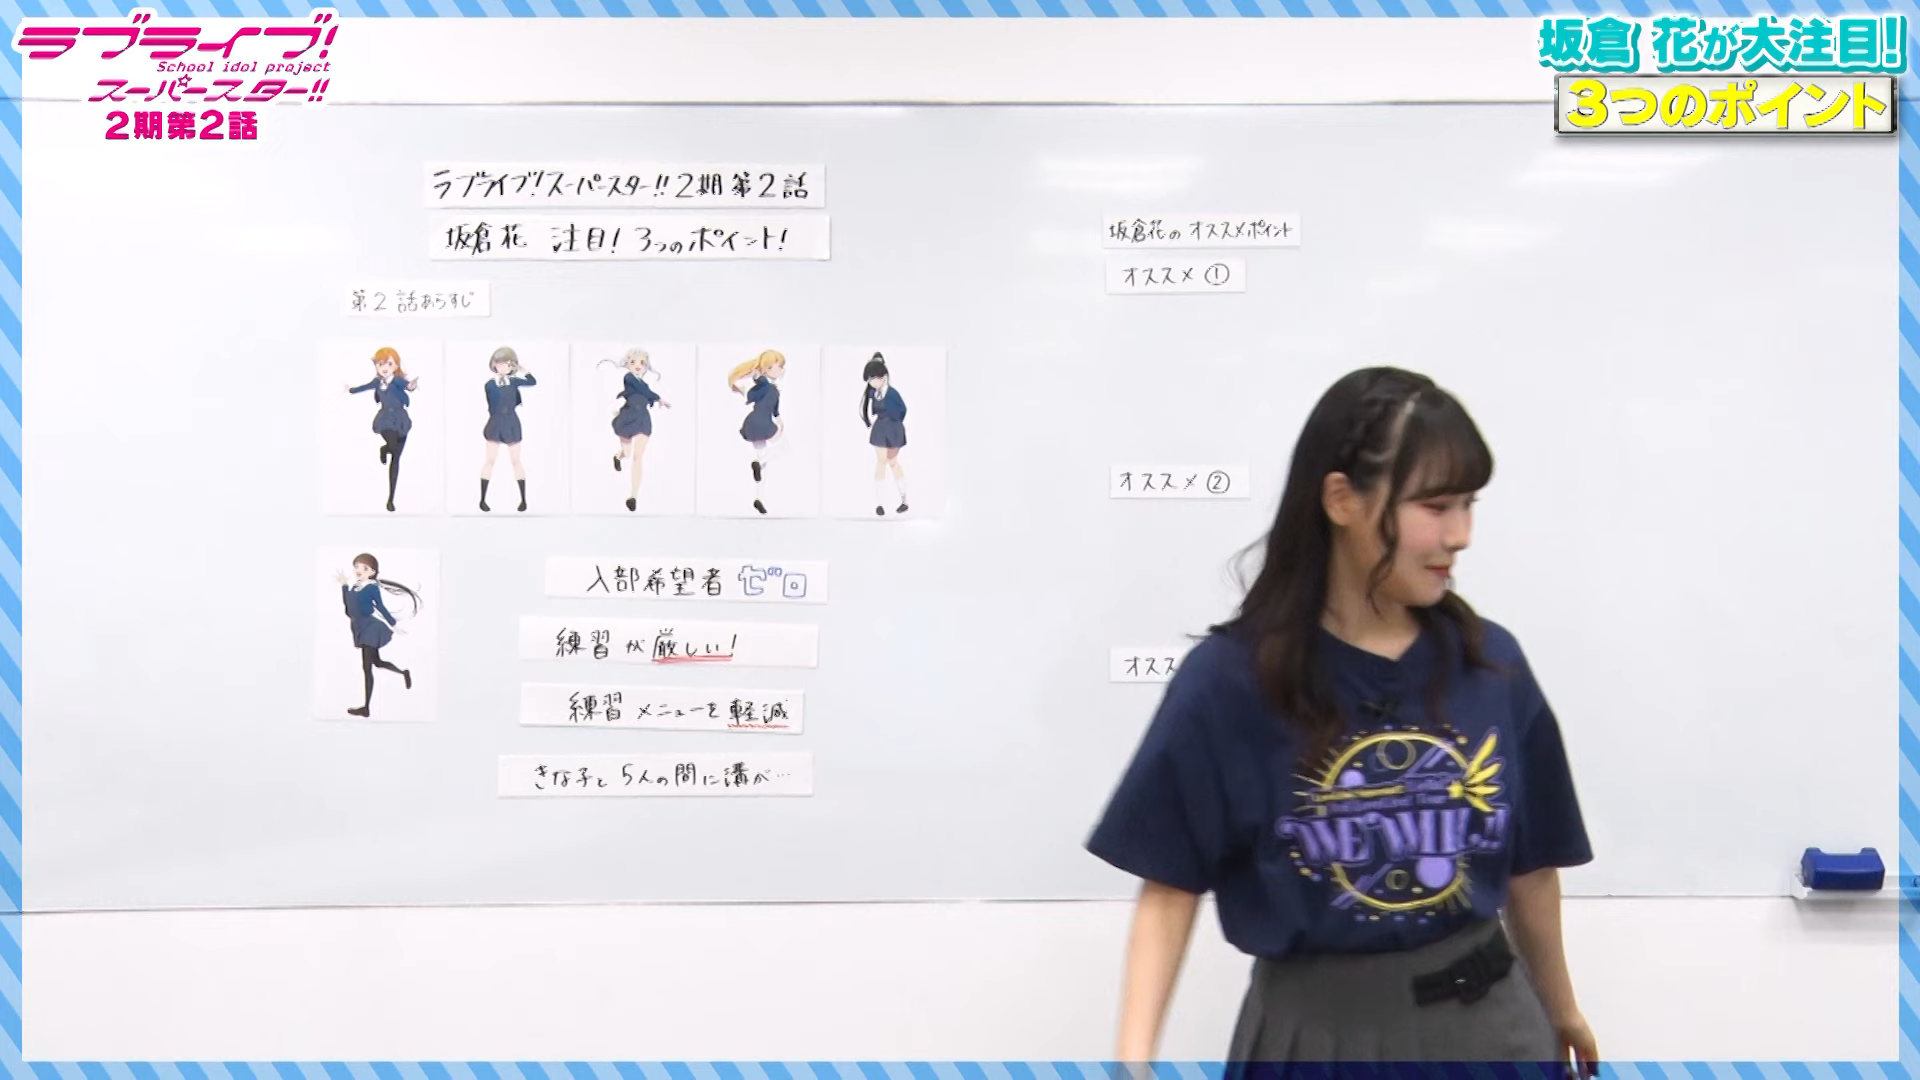 ラブライブ!
School idol project
スーパースター!!
2期第2話
坂倉 花が大注目!
3つのポイント
ラブライブ!スーパースター!!2期第2話
坂倉花 注目! 3つのポイント!
第2話あらすじ
入部希望者 ゼロ
練習が厳しい!
練習メニューを軽減
きな子と5人の間に溝が…
坂倉花のオススメポイント
オススメ①
オススメ②
オスス
WE WILL!!